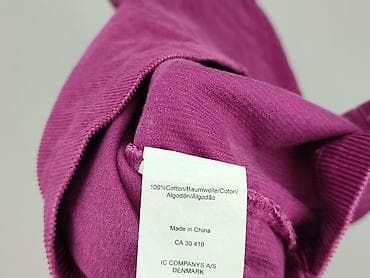 100%Cotton/Baumwolle/Coton/
Algodón/Algodão
Made in China
CA 30 410
IC COMPANYS A/S
DENMARK